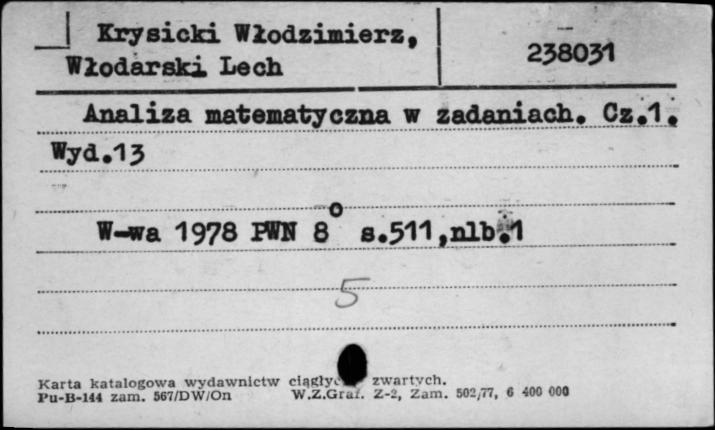 Krysicki Włodzimierz,
Włodarski Lech
238031
Analiza matematyczna w zadaniach. Cz.1.
Wyd.13
W-wa 1978 PWN 8° s.511,nlb.1
5
Karta katalogowa wydawnictw zwartych.
Pu-B-144 zam. 567/DW/On W.Z.Graf. Z-2, Zam. 502/77, 6 400 000